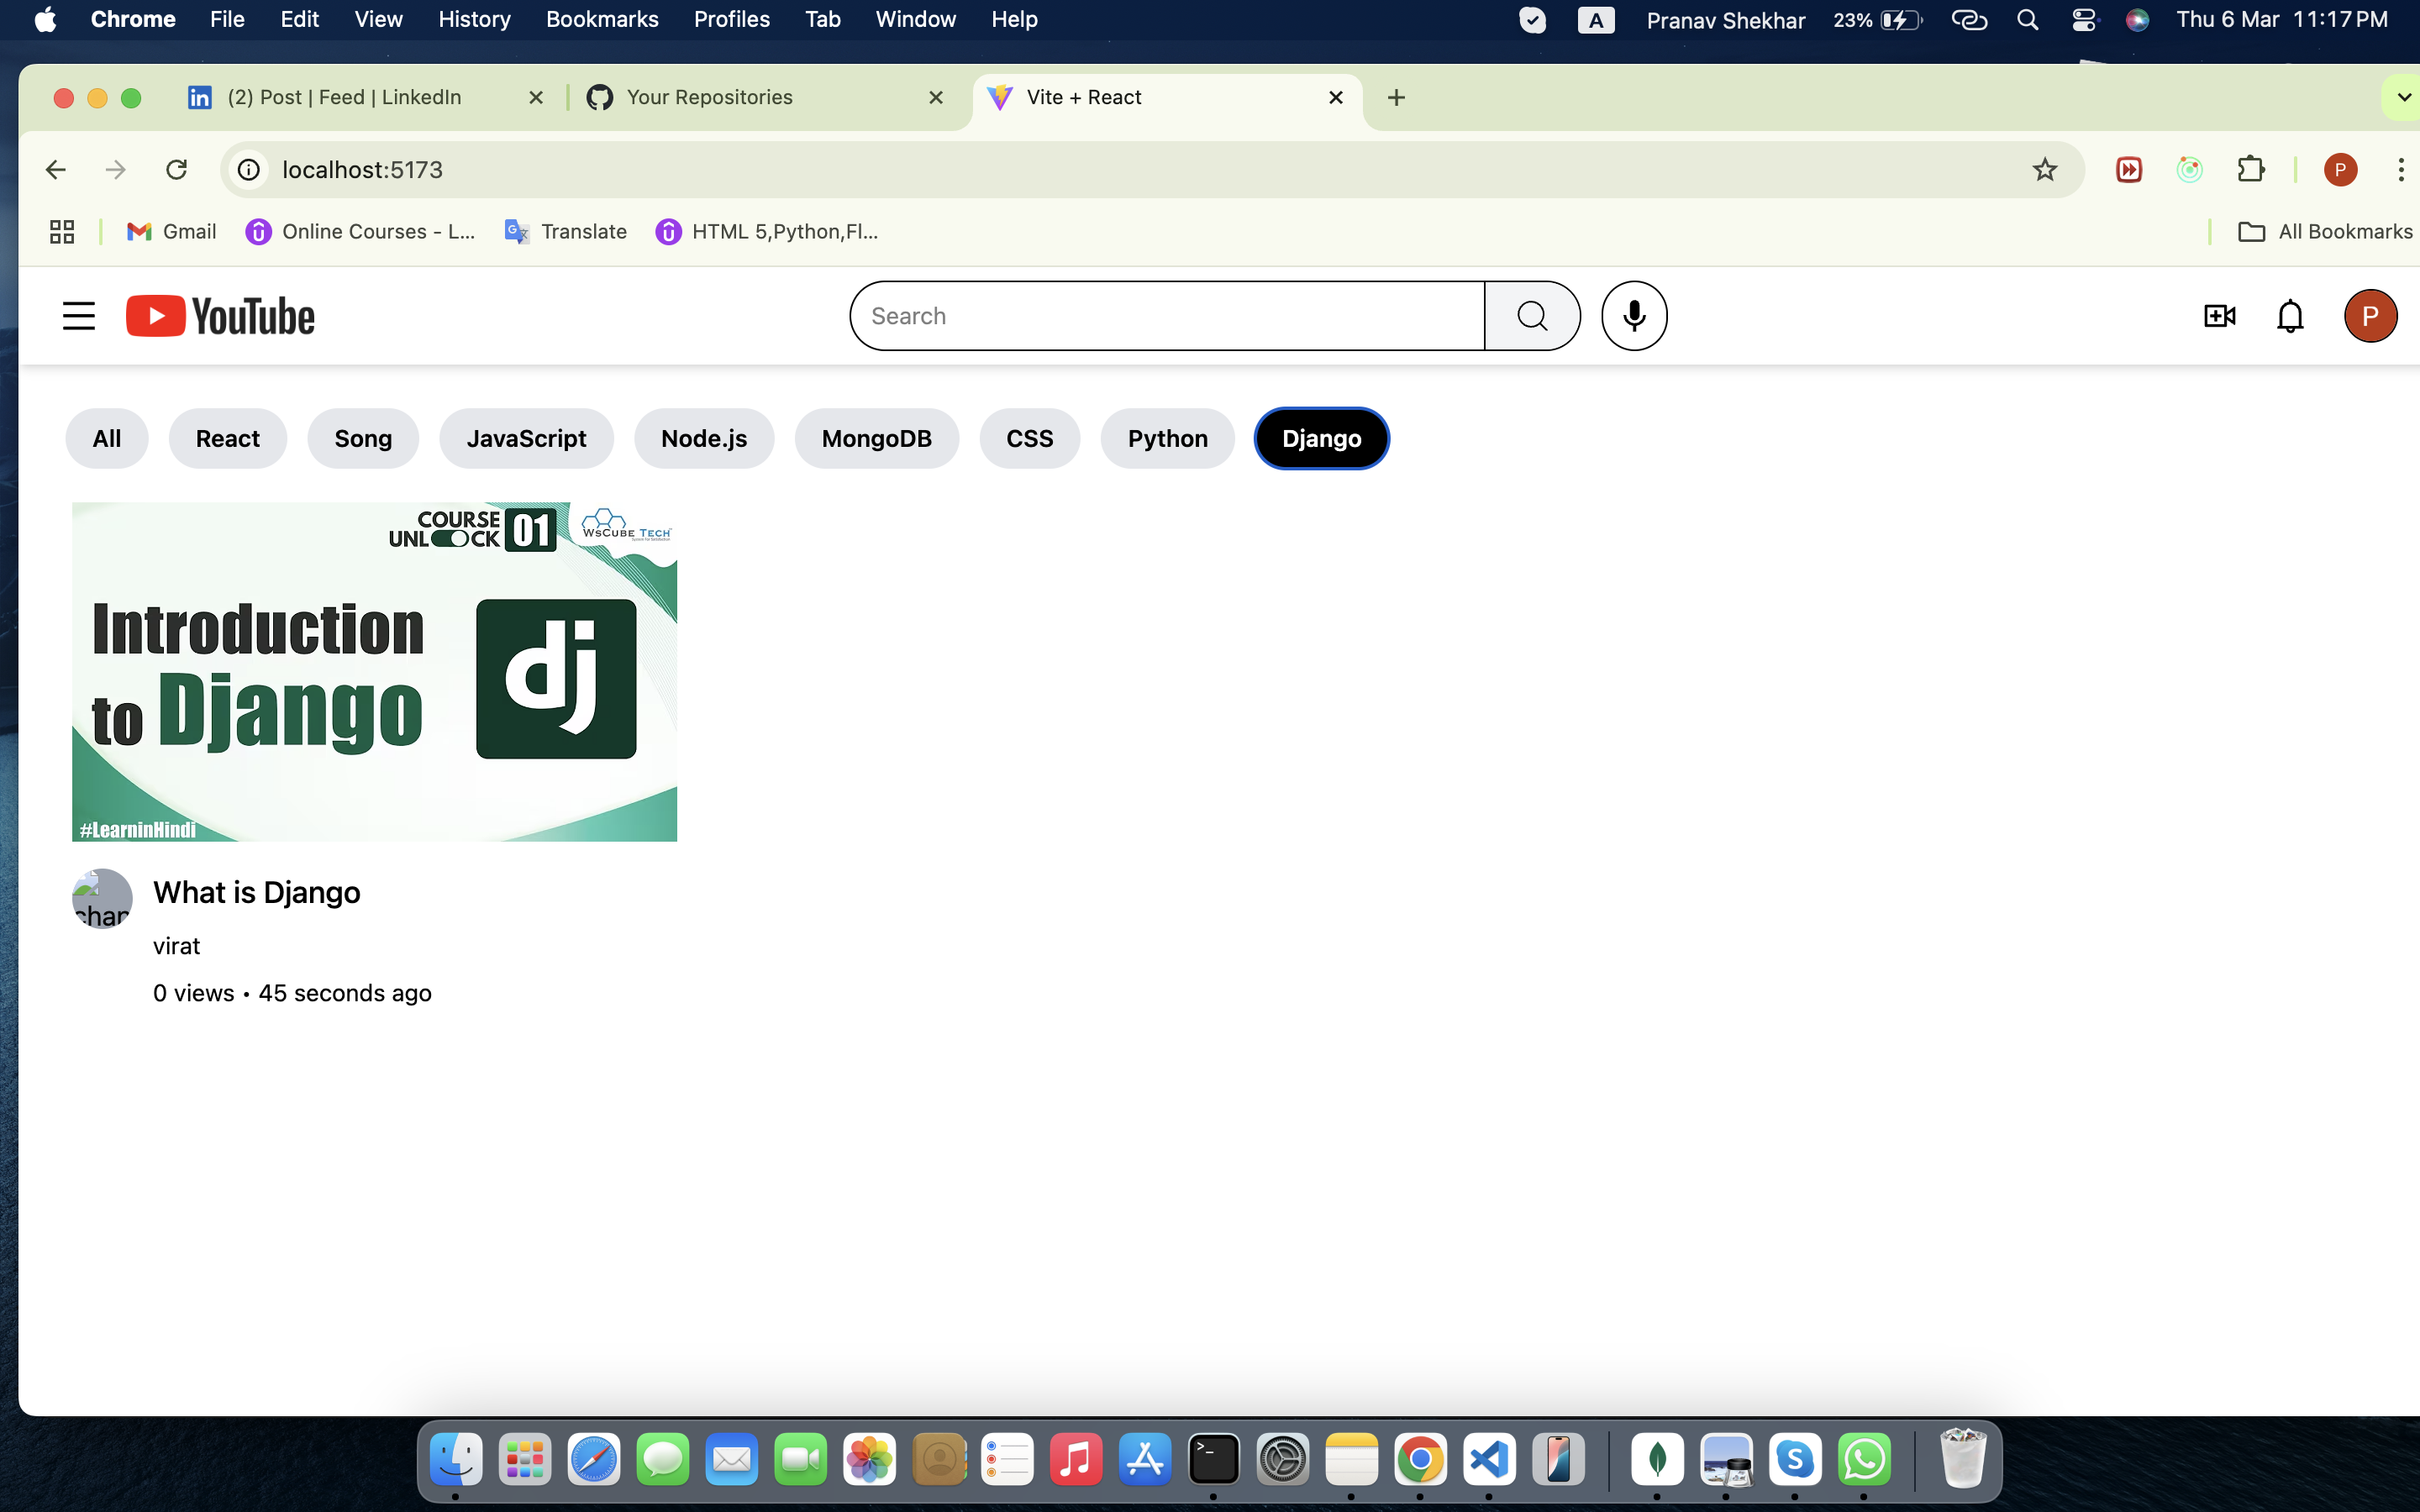 Chrome File Edit View History Bookmarks Profiles Tab Window Help A Pranav Shekhar 23% Thu 6 Mar 11:17 PM
(2) Post | Feed | LinkedIn Your Repositories Vite + React
localhost:5173 P
Gmail Online Courses - L... Translate HTML 5,Python,Fl... All Bookmarks
YouTube Search P
All React Song JavaScript Node.js MongoDB CSS Python Django
COURSE
UNLOCK 01
WsCube Tech
Introduction
to Django
dj
#LearninHindi
chan
What is Django
virat
0 views • 45 seconds ago